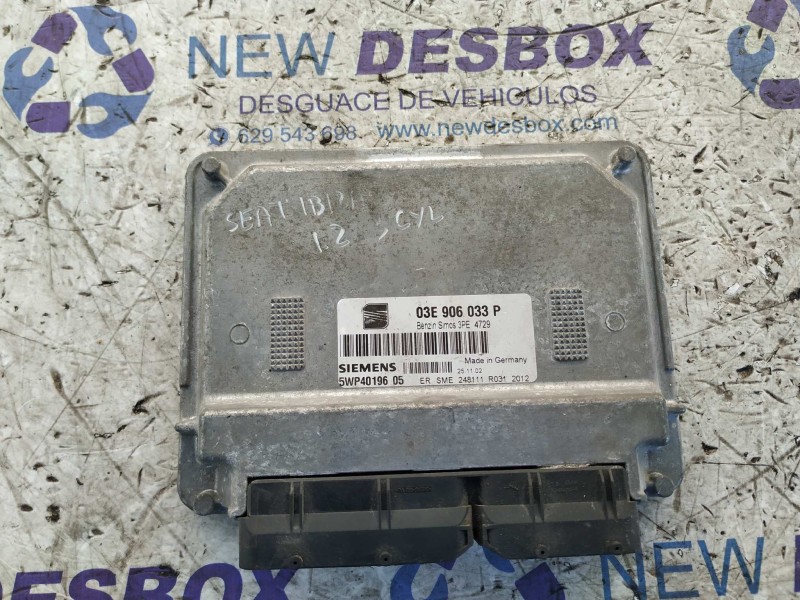 NEW DESBOX
DESGUACE DE VEHICULOS
629 543 698 www.newdesbox.com
SEAT IBIZA
1.2 3 CYL
03E 906 033 P
Benzin Simos 3PE 4729
Made in Germany
SIEMENS
25.11.02
5WP40196 05
ER SME 248111 R03f 2012
NEW DESBOX